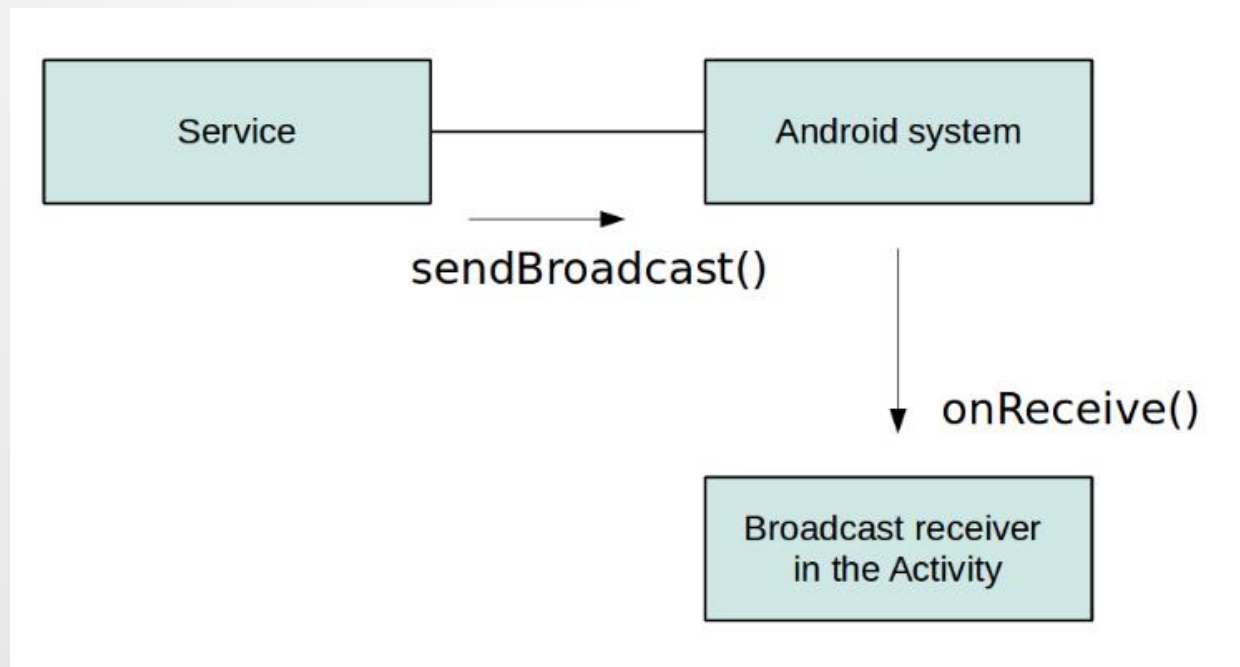 Service
Android system
sendBroadcast()
onReceive()
Broadcast receiver
in the Activity